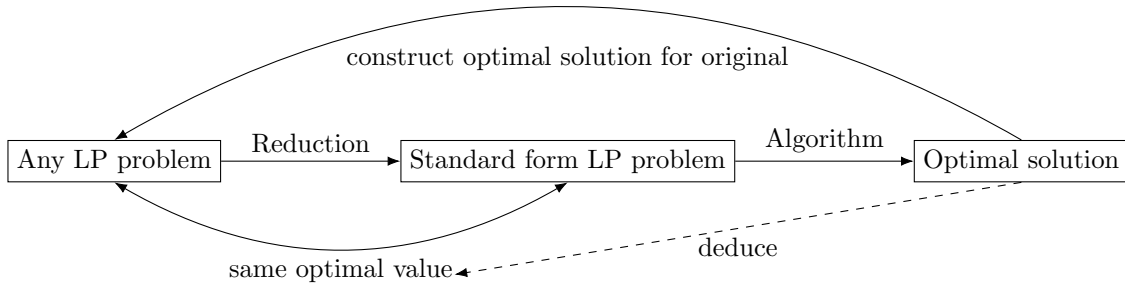 construct optimal solution for original
Any LP problem
Reduction
Standard form LP problem
Algorithm
Optimal solution
deduce
same optimal value